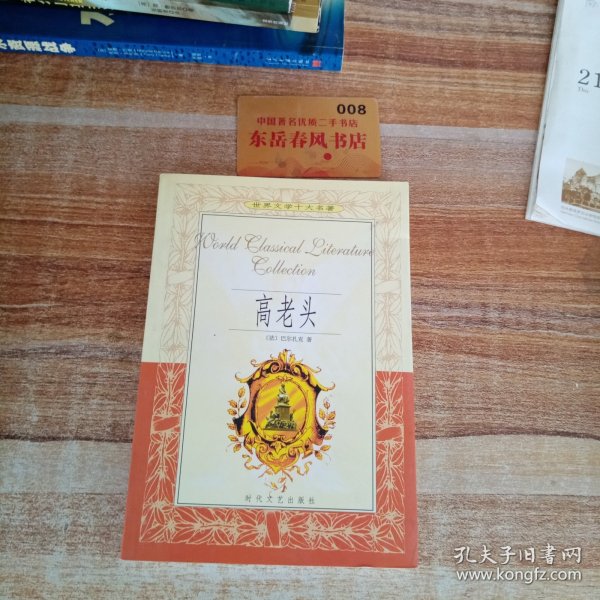 008
中国著名优质二手书店
东岳春风书店
21
Dec
世界文学十大名著
World Classical Literature
Collection
高老头
〔法〕巴尔扎克 著
时代文艺出版社
孔夫子旧书网
www.kongfz.com